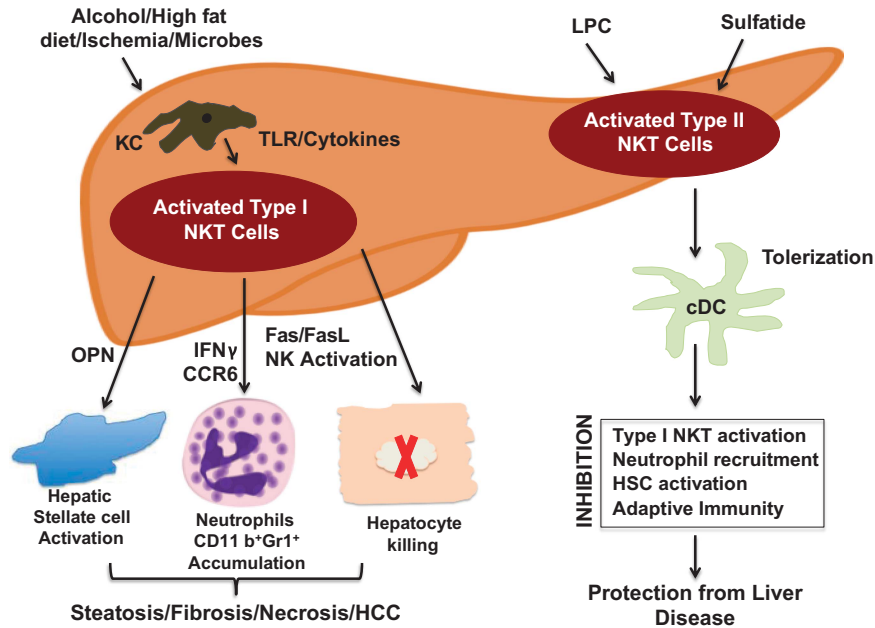 Alcohol/High fat
diet/Ischemia/Microbes
KC
TLR/Cytokines
Activated Type I
NKT Cells
OPN
IFNγ
CCR6
Fas/FasL
NK Activation
Hepatic
Stellate cell
Activation
Neutrophils
CD11 b⁺Gr1⁺
Accumulation
Hepatocyte
killing
Steatosis/Fibrosis/Necrosis/HCC
LPC
Sulfatide
Activated Type II
NKT Cells
Tolerization
cDC
INHIBITION
Type I NKT activation
Neutrophil recruitment
HSC activation
Adaptive Immunity
Protection from Liver
Disease